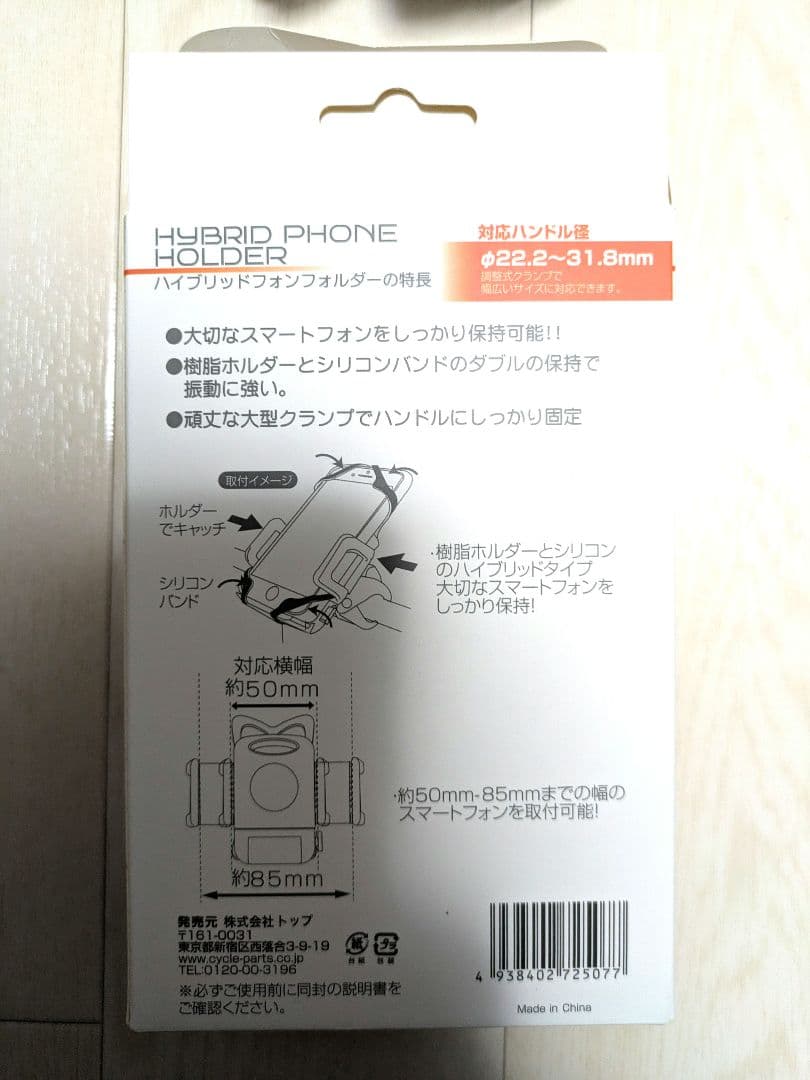 HYBRID PHONE
HOLDER
ハイブリッドフォンフォルダーの特長
対応ハンドル径
φ22.2～31.8mm
調整式クランプで
幅広いサイズに対応できます。
●大切なスマートフォンをしっかり保持可能!!
●樹脂ホルダーとシリコンバンドのダブルの保持で
振動に強い。
●頑丈な大型クランプでハンドルにしっかり固定
取付イメージ
ホルダー
でキャッチ
シリコン
バンド
・樹脂ホルダーとシリコン
のハイブリッドタイプ
大切なスマートフォンを
しっかり保持!
対応横幅
約50mm
・約50mm-85mmまでの幅の
スマートフォンを取付可能!
約85mm
発売元 株式会社トップ
〒161-0031
東京都新宿区西落合3-9-19
www.cycle-parts.co.jp
TEL:0120-00-3196
紙
台紙
プラ
包装
※必ずご使用前に同封の説明書を
ご確認ください。
4 938402 725077
Made in China